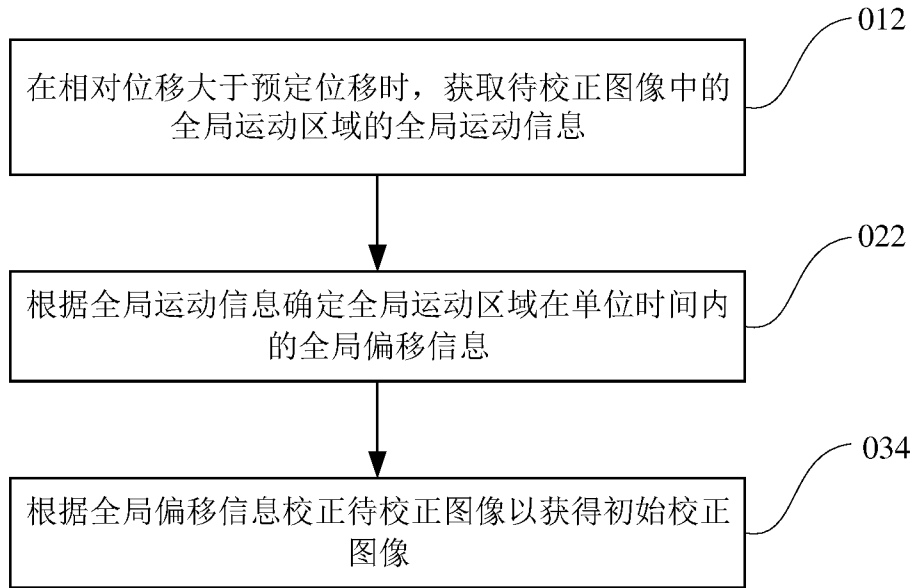 012
在相对位移大于预定位移时，获取待校正图像中的
全局运动区域的全局运动信息
022
根据全局运动信息确定全局运动区域在单位时间内
的全局偏移信息
034
根据全局偏移信息校正待校正图像以获得初始校正
图像